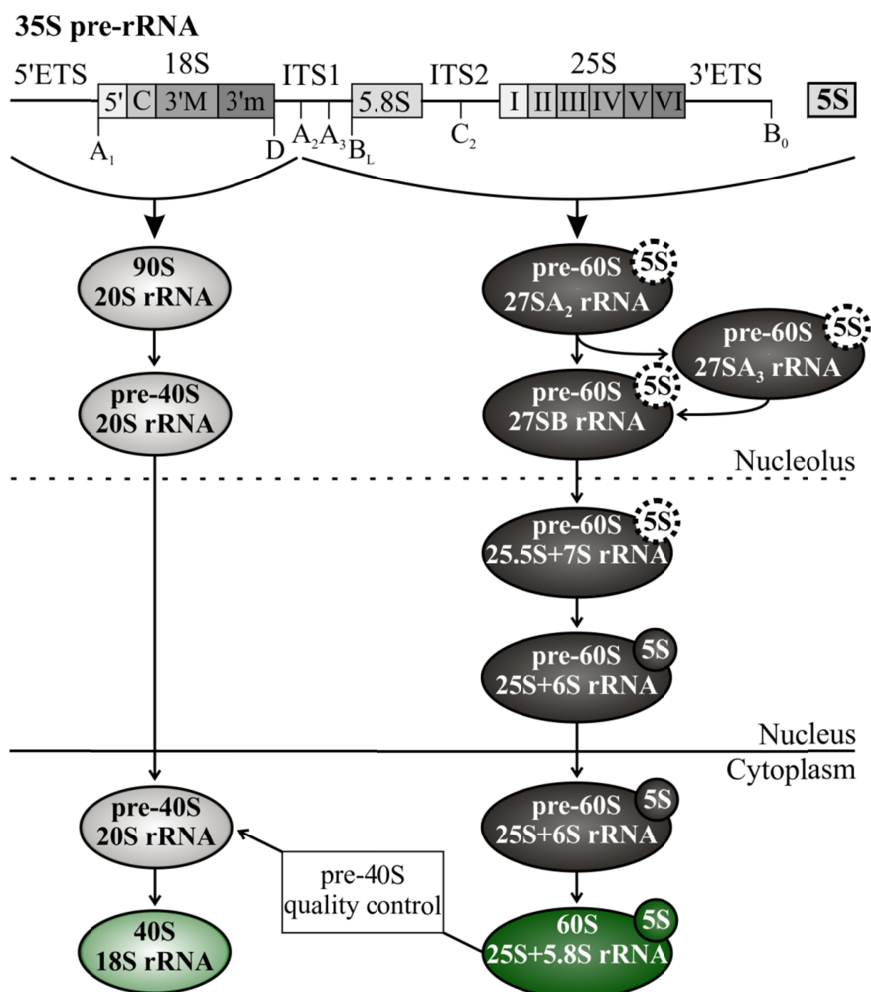 35S pre-rRNA
5'ETS 18S ITS1 ITS2 25S 3'ETS
5' C 3'M 3'm 5.8S I II III IV V VI 5S
A₁ D A₂ A₃ B_L C₂ B₀
90S
20S rRNA
pre-60S 5S
27SA₂ rRNA
pre-60S 5S
27SA₃ rRNA
pre-40S
20S rRNA
pre-60S 5S
27SB rRNA
Nucleolus
pre-60S 5S
25.5S+7S rRNA
pre-60S 5S
25S+6S rRNA
Nucleus
Cytoplasm
pre-40S
20S rRNA
pre-60S 5S
25S+6S rRNA
pre-40S
quality control
40S
18S rRNA
60S 5S
25S+5.8S rRNA